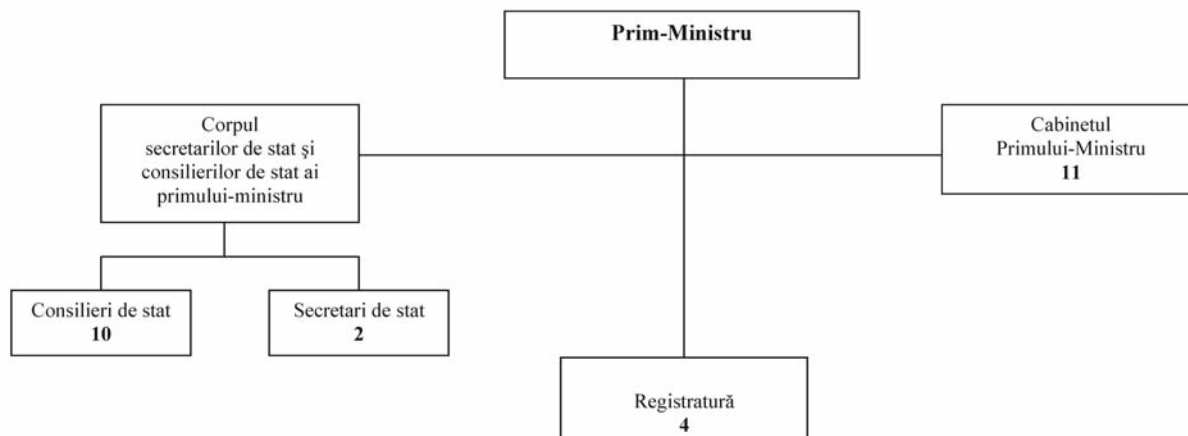 Prim-Ministru
Corpul
secretarilor de stat şi
consilierilor de stat ai
primului-ministru
Cabinetul
Primului-Ministru
11
Consilieri de stat
10
Secretari de stat
2
Registratură
4